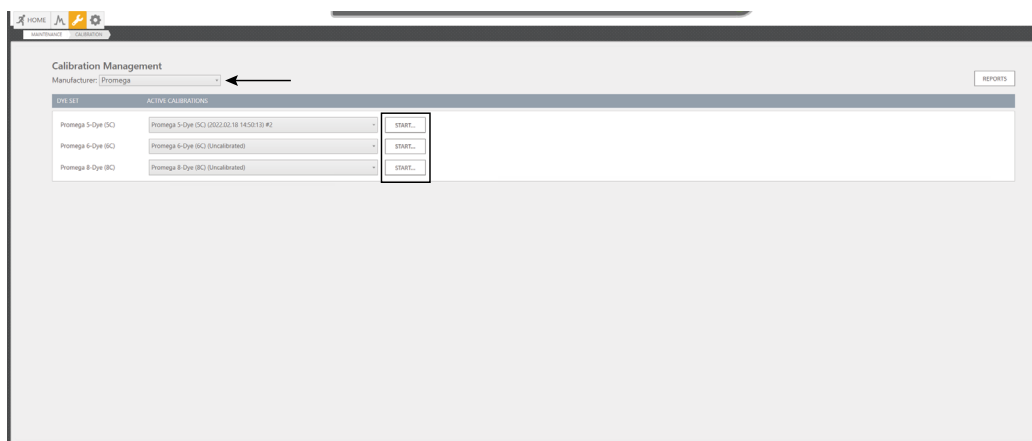 HOME
MAINTENANCE CALIBRATION
Calibration Management
Manufacturer: Promega
REPORTS
DYE SET ACTIVE CALIBRATIONS
Promega 5-Dye (5C) Promega 5-Dye (5C) (2022.02.18 14:50:13) #2 START...
Promega 6-Dye (6C) Promega 6-Dye (6C) (Uncalibrated) START...
Promega 8-Dye (8C) Promega 8-Dye (8C) (Uncalibrated) START...